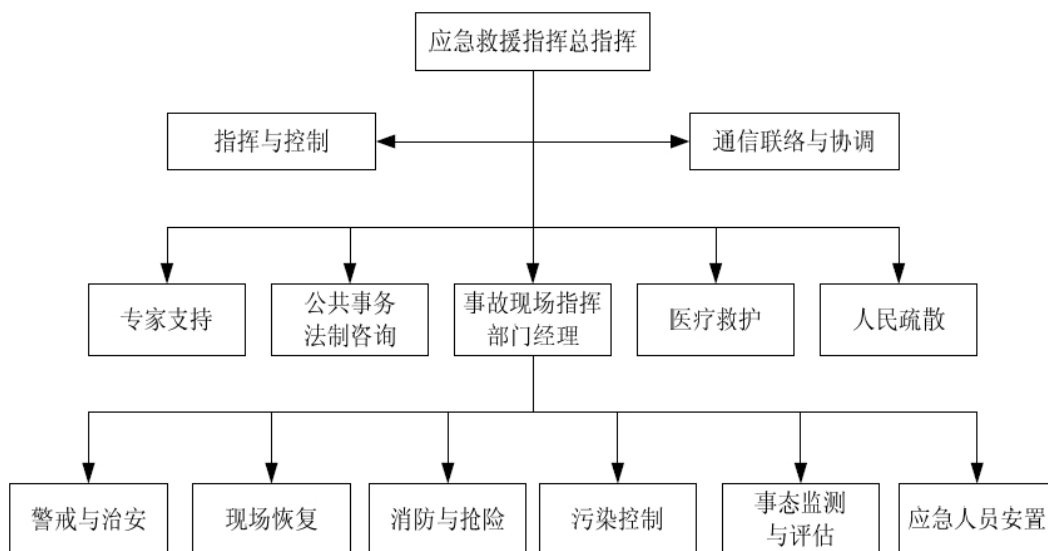 应急救援指挥总指挥
指挥与控制
通信联络与协调
专家支持
公共事务
法制咨询
事故现场指挥
部门经理
医疗救护
人民疏散
警戒与治安
现场恢复
消防与抢险
污染控制
事态监测
与评估
应急人员安置